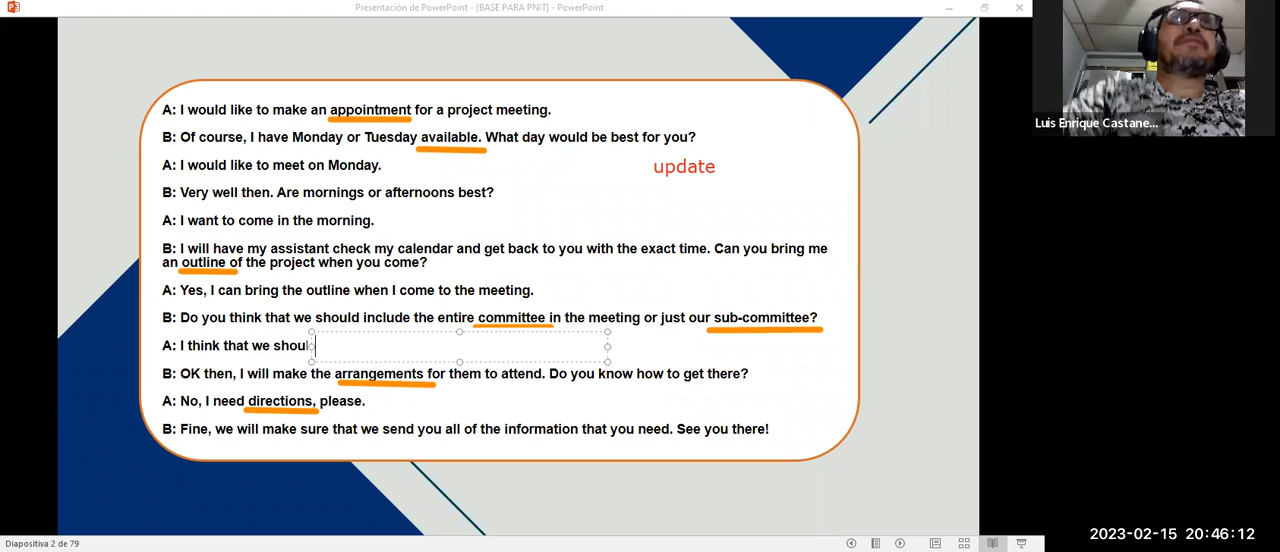 Presentación de PowerPoint - [BASE PARA PNIT] - PowerPoint
A: I would like to make an appointment for a project meeting.
B: Of course, I have Monday or Tuesday available. What day would be best for you?
A: I would like to meet on Monday.
update
B: Very well then. Are mornings or afternoons best?
A: I want to come in the morning.
B: I will have my assistant check my calendar and get back to you with the exact time. Can you bring me
an outline of the project when you come?
A: Yes, I can bring the outline when I come to the meeting.
B: Do you think that we should include the entire committee in the meeting or just our sub-committee?
A: I think that we shoul
B: OK then, I will make the arrangements for them to attend. Do you know how to get there?
A: No, I need directions, please.
B: Fine, we will make sure that we send you all of the information that you need. See you there!
Luis Enrique Castane...
2023-02-15 20:46:12
Diapositiva 2 de 79